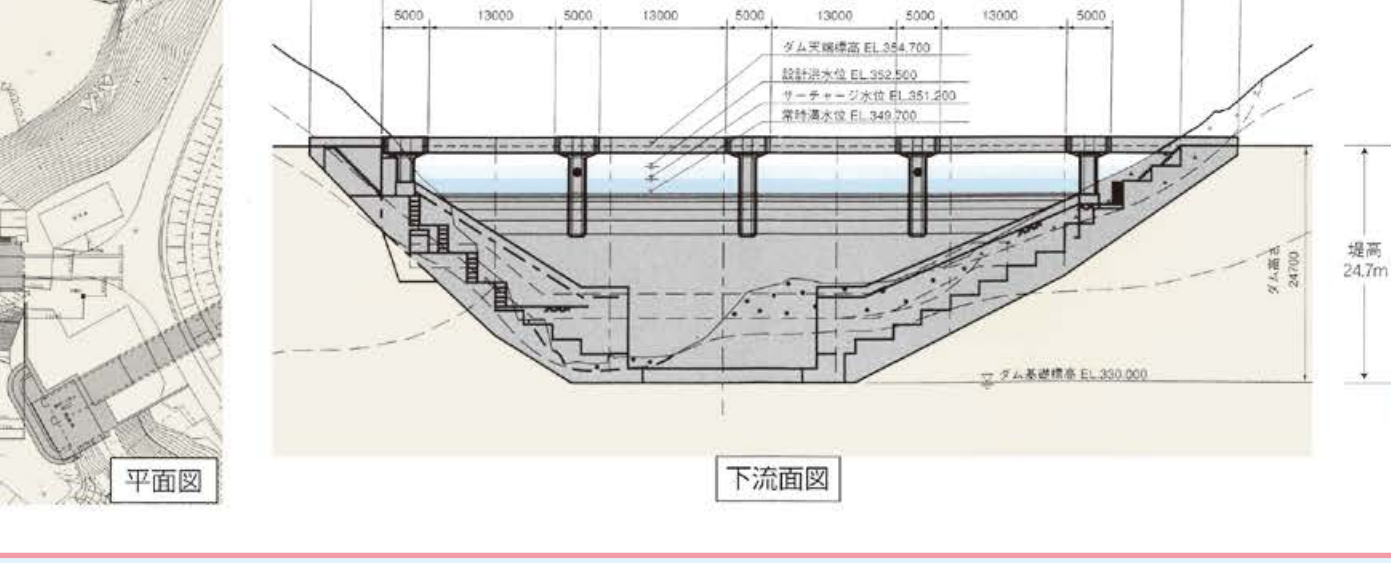 5000 13000 5000 13000 5000 13000 5000 13000 5000
ダム天端標高 EL.354.700
設計洪水位 EL.352.500
サーチャージ水位 EL.351.200
常時満水位 EL.349.700
ダム高さ
24700
堤高
24.7m
ダム基礎標高 EL.330.000
平面図
下流面図